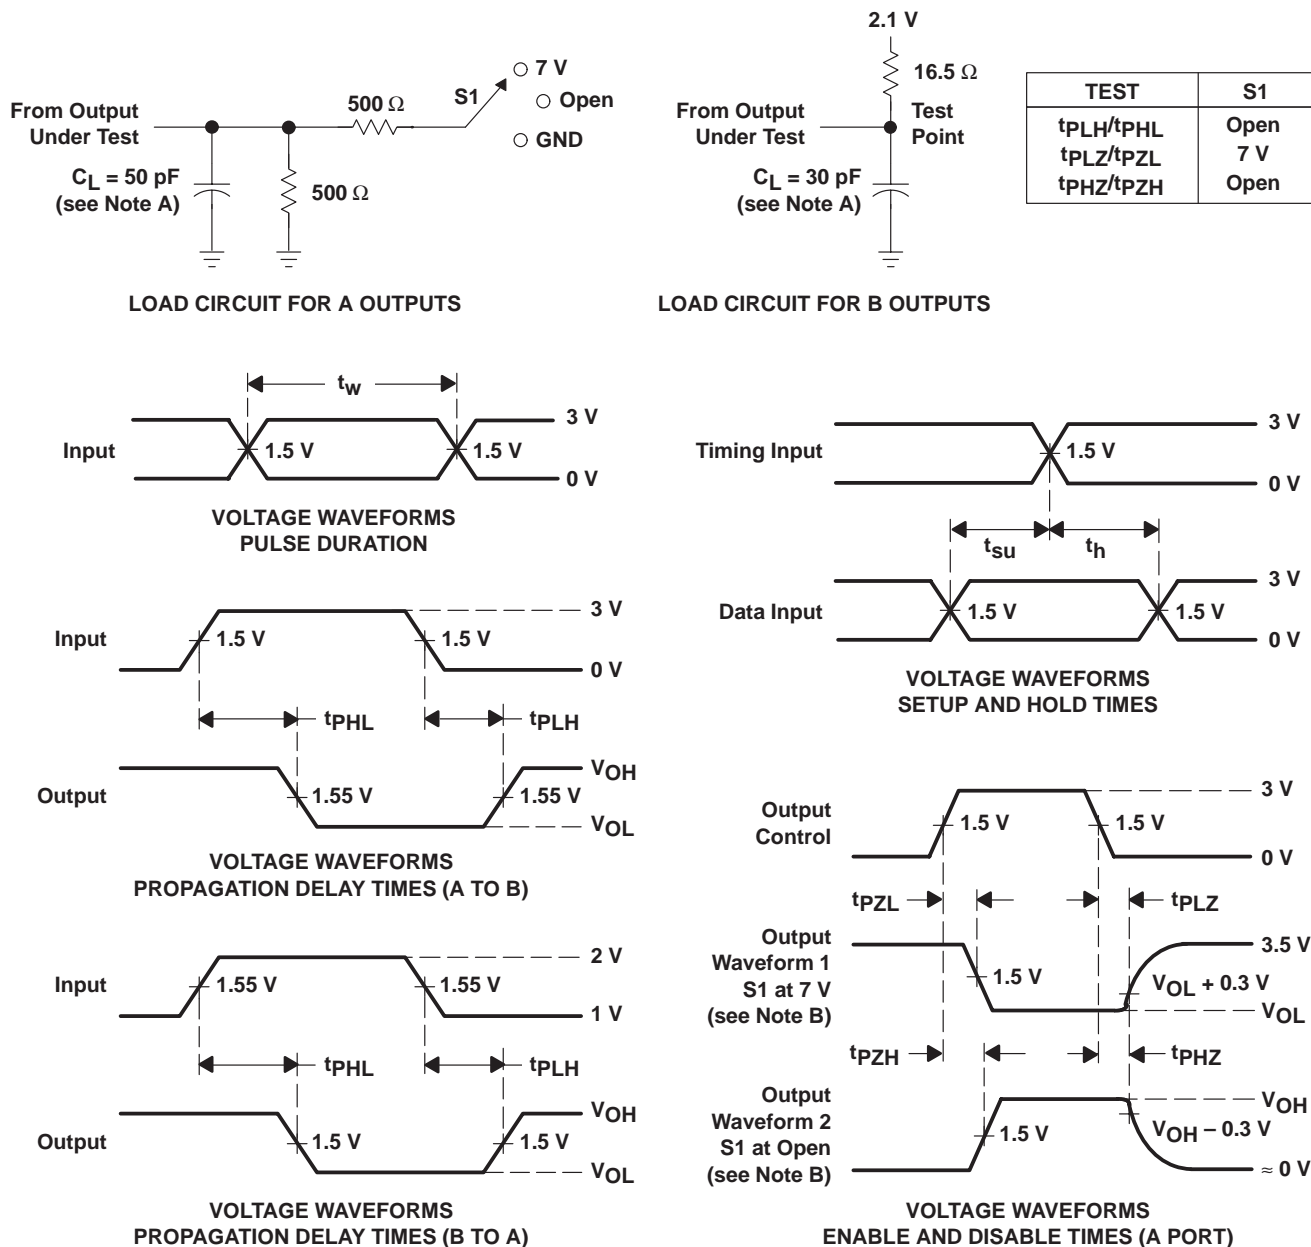 7 V
Open
GND
S1
500 Ω
From Output
Under Test
CL = 50 pF
(see Note A)
500 Ω
LOAD CIRCUIT FOR A OUTPUTS
2.1 V
16.5 Ω
From Output
Under Test
Test
Point
CL = 30 pF
(see Note A)
LOAD CIRCUIT FOR B OUTPUTS
TEST S1
tPLH/tPHL Open
tPLZ/tPZL 7 V
tPHZ/tPZH Open
tw
Input
1.5 V
1.5 V
3 V
0 V
VOLTAGE WAVEFORMS
PULSE DURATION
Timing Input
1.5 V
3 V
0 V
tsu
th
Data Input
1.5 V
1.5 V
3 V
0 V
VOLTAGE WAVEFORMS
SETUP AND HOLD TIMES
Input
1.5 V
1.5 V
3 V
0 V
tPHL
tPLH
Output
1.55 V
1.55 V
VOH
VOL
VOLTAGE WAVEFORMS
PROPAGATION DELAY TIMES (A TO B)
Input
1.55 V
1.55 V
2 V
1 V
tPHL
tPLH
Output
1.5 V
1.5 V
VOH
VOL
VOLTAGE WAVEFORMS
PROPAGATION DELAY TIMES (B TO A)
Output
Control
1.5 V
1.5 V
3 V
0 V
tPZL
tPLZ
Output
Waveform 1
S1 at 7 V
(see Note B)
1.5 V
3.5 V
VOL + 0.3 V
VOL
tPZH
tPHZ
Output
Waveform 2
S1 at Open
(see Note B)
1.5 V
VOH
VOH – 0.3 V
≈ 0 V
VOLTAGE WAVEFORMS
ENABLE AND DISABLE TIMES (A PORT)